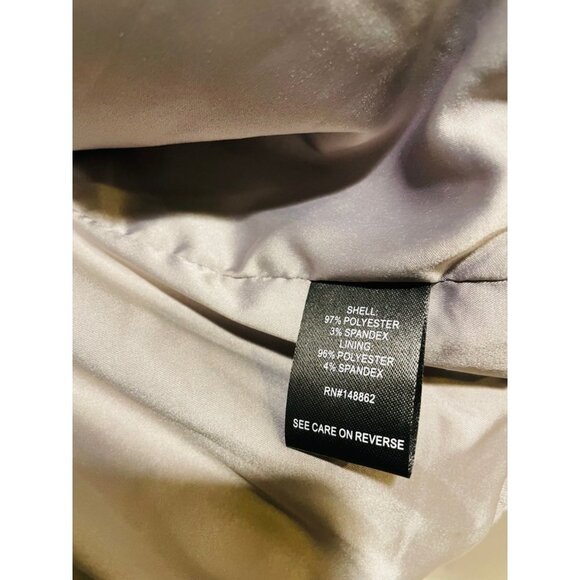 SHELL:
97% POLYESTER
3% SPANDEX
LINING
96% POLYESTER
4% SPANDEX
RN#148862
SEE CARE ON REVERSE